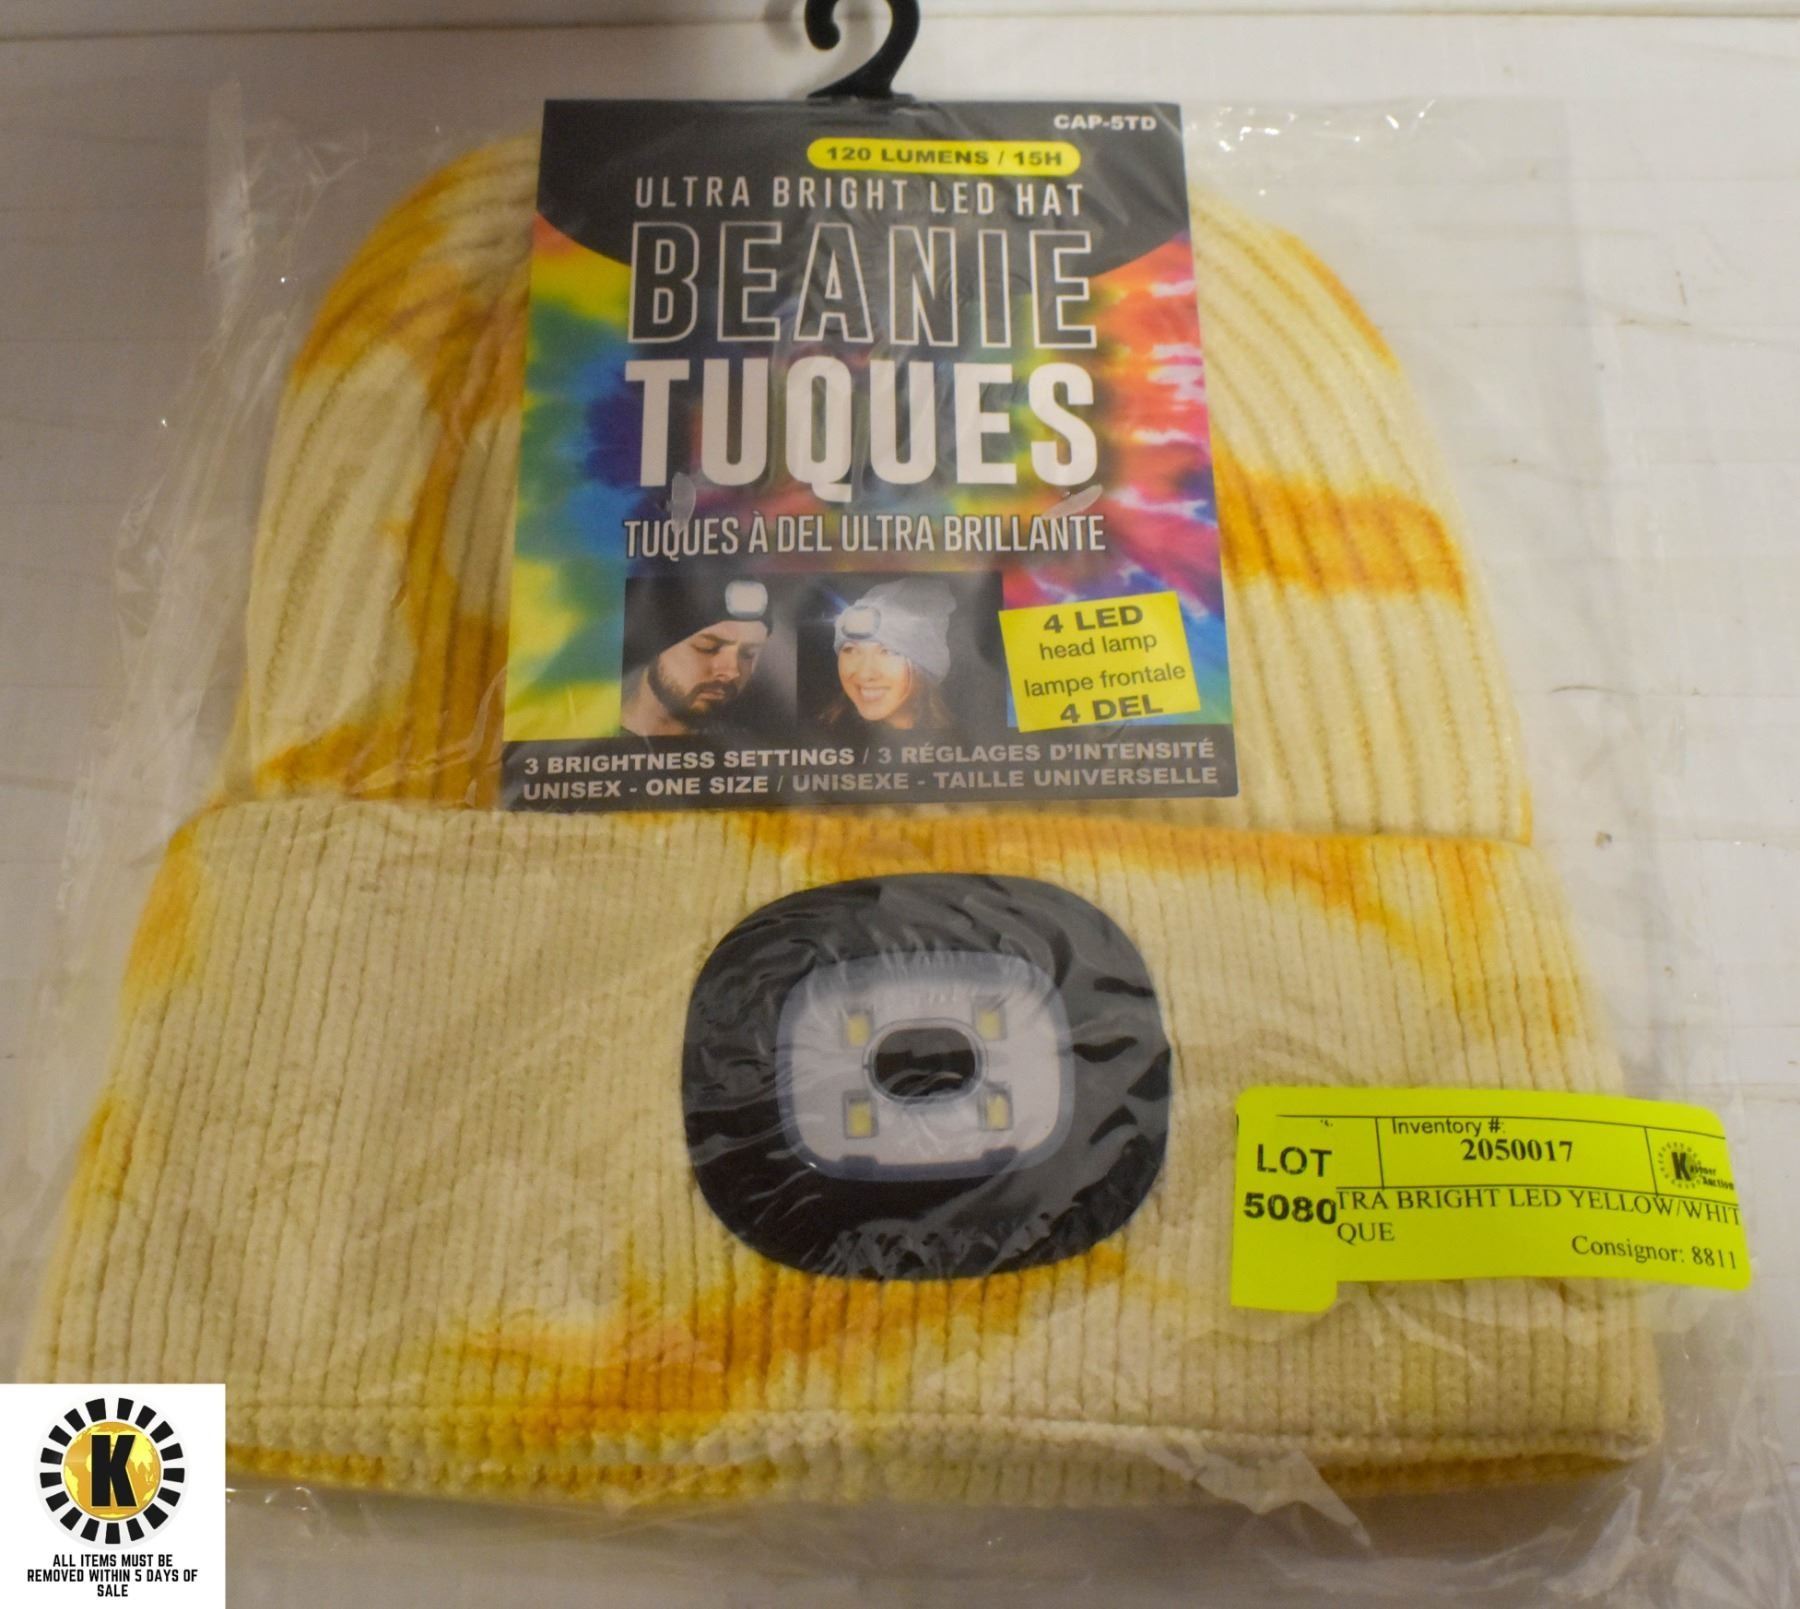 CAP-5TD
120 LUMENS / 15H
ULTRA BRIGHT LED HAT
BEANIE
TUQUES
TUQUES À DEL ULTRA BRILLANTE
4 LED
head lamp
lampe frontale
4 DEL
3 BRIGHTNESS SETTINGS / 3 RÉGLAGES D'INTENSITÉ
UNISEX - ONE SIZE / UNISEXE - TAILLE UNIVERSELLE
Inventory #:
2050017
LOT
5080
Kastner
Auction
TRA BRIGHT LED YELLOW/WHIT
QUE
Consignor: 8811
K
ALL ITEMS MUST BE
REMOVED WITHIN 5 DAYS OF
SALE